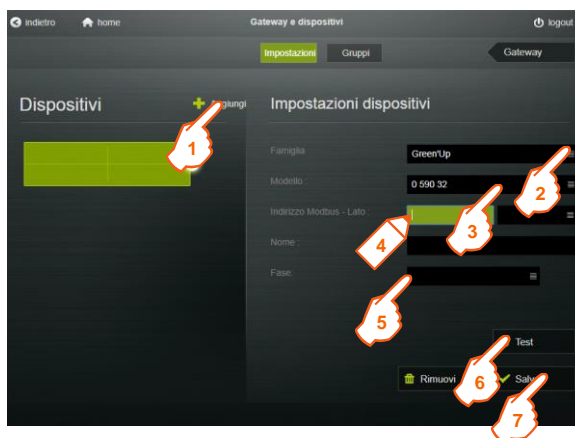 indietro home Gateway e dispositivi logout
Impostazioni Gruppi Gateway
Dispositivi Impostazioni dispositivi
1
Famiglia Green'Up
2
Modello : 0 590 32
3
Indirizzo Modbus - Lato :
4
Nome :
Fase:
5
Test
6
Rimuovi
7